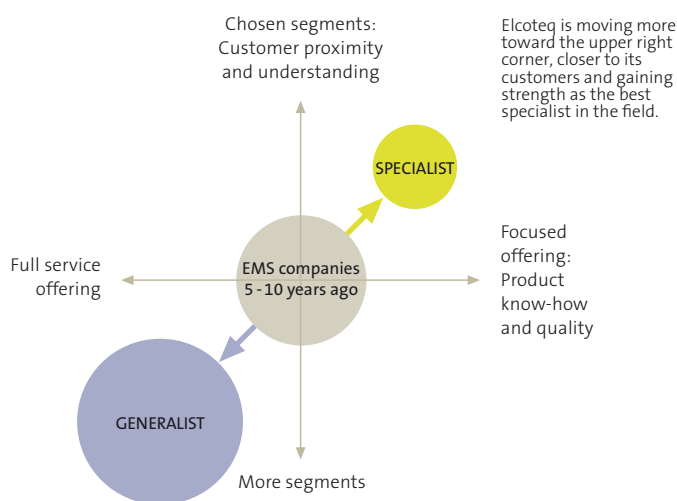 Chosen segments:
Customer proximity
and understanding
Elcoteq is moving more
toward the upper right
corner, closer to its
customers and gaining
strength as the best
specialist in the field.
SPECIALIST
Full service
offering
EMS companies
5 - 10 years ago
Focused
offering:
Product
know-how
and quality
GENERALIST
More segments